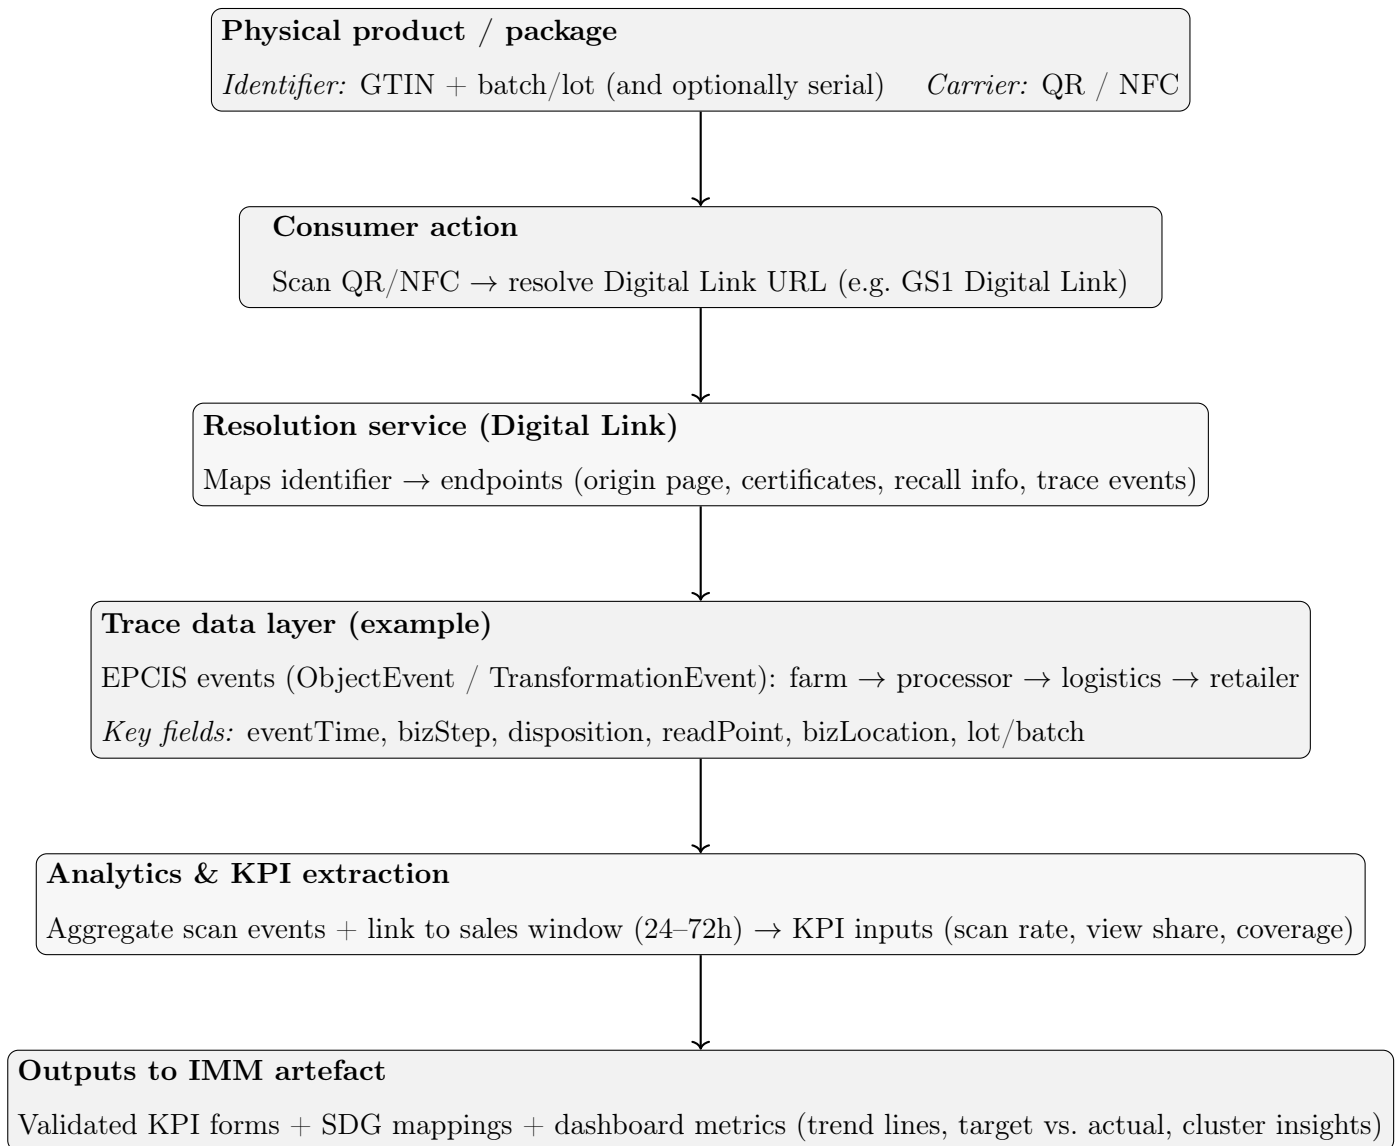 Physical product / package
Identifier: GTIN + batch/lot (and optionally serial) Carrier: QR / NFC
Consumer action
Scan QR/NFC → resolve Digital Link URL (e.g. GS1 Digital Link)
Resolution service (Digital Link)
Maps identifier → endpoints (origin page, certificates, recall info, trace events)
Trace data layer (example)
EPCIS events (ObjectEvent / TransformationEvent): farm → processor → logistics → retailer
Key fields: eventTime, bizStep, disposition, readPoint, bizLocation, lot/batch
Analytics & KPI extraction
Aggregate scan events + link to sales window (24–72h) → KPI inputs (scan rate, view share, coverage)
Outputs to IMM artefact
Validated KPI forms + SDG mappings + dashboard metrics (trend lines, target vs. actual, cluster insights)